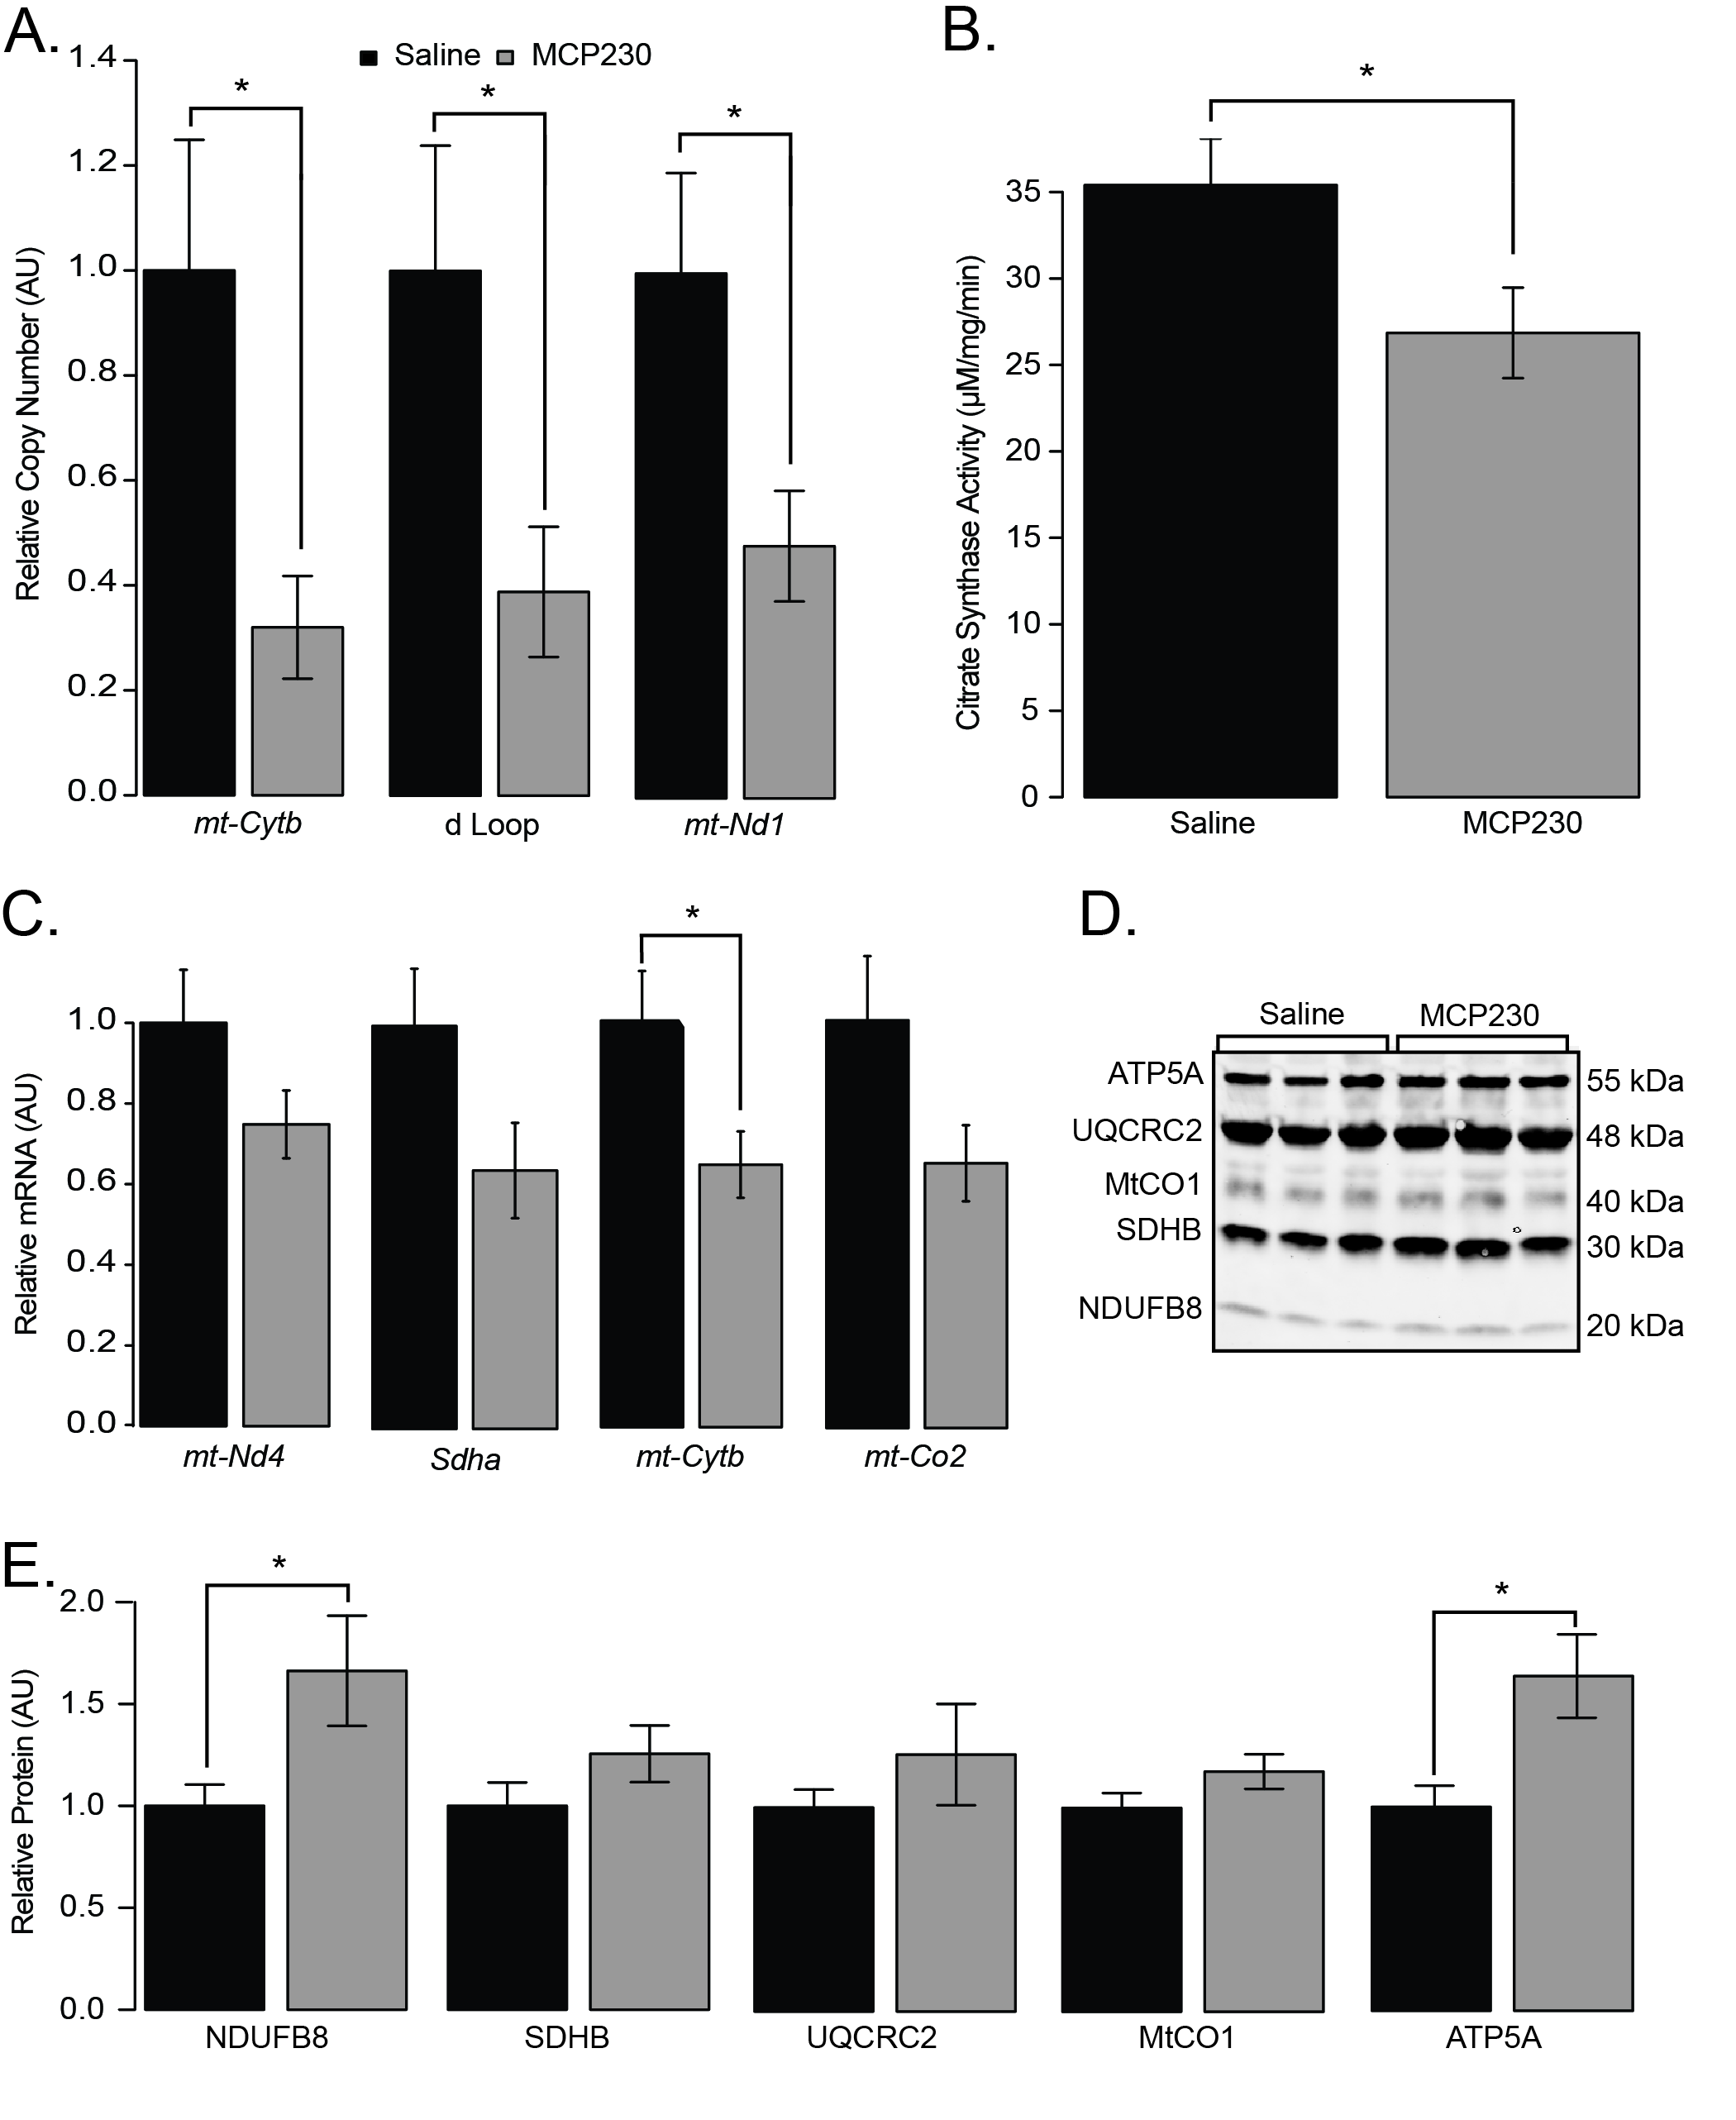 A.
Saline MCP230
1.4
1.2
1.0
0.8
0.6
0.4
0.2
0.0
Relative Copy Number (AU)
*
*
*
mt-Cytb
d Loop
mt-Nd1
B.
*
35
30
25
20
15
10
5
0
Citrate Synthase Activity (µM/mg/min)
Saline
MCP230
C.
*
1.0
0.8
0.6
0.4
0.2
0.0
Relative mRNA (AU)
mt-Nd4
Sdha
mt-Cytb
mt-Co2
D.
Saline MCP230
ATP5A 55 kDa
UQCRC2 48 kDa
MtCO1 40 kDa
SDHB 30 kDa
NDUFB8 20 kDa
E.
*
*
2.0
1.5
1.0
0.5
0.0
Relative Protein (AU)
NDUFB8
SDHB
UQCRC2
MtCO1
ATP5A